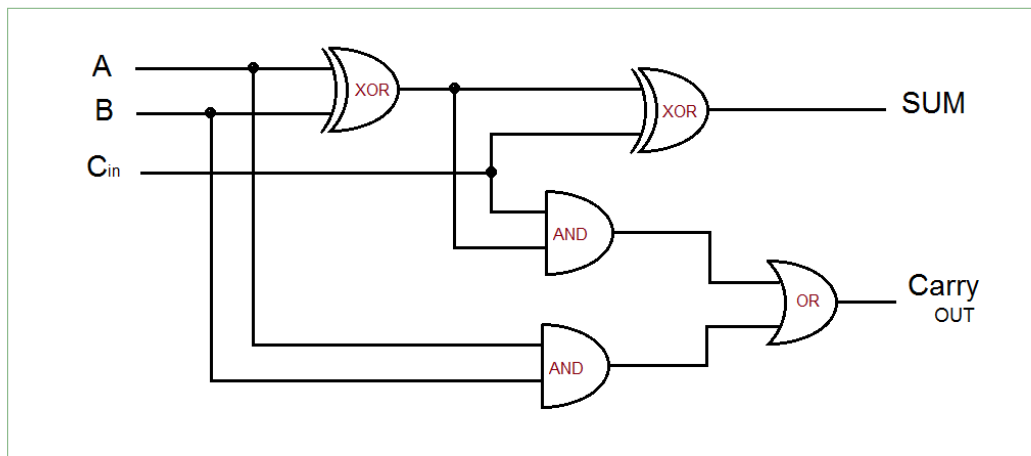 A
XOR
XOR
SUM
B
Cin
AND
Carry
OUT
OR
AND